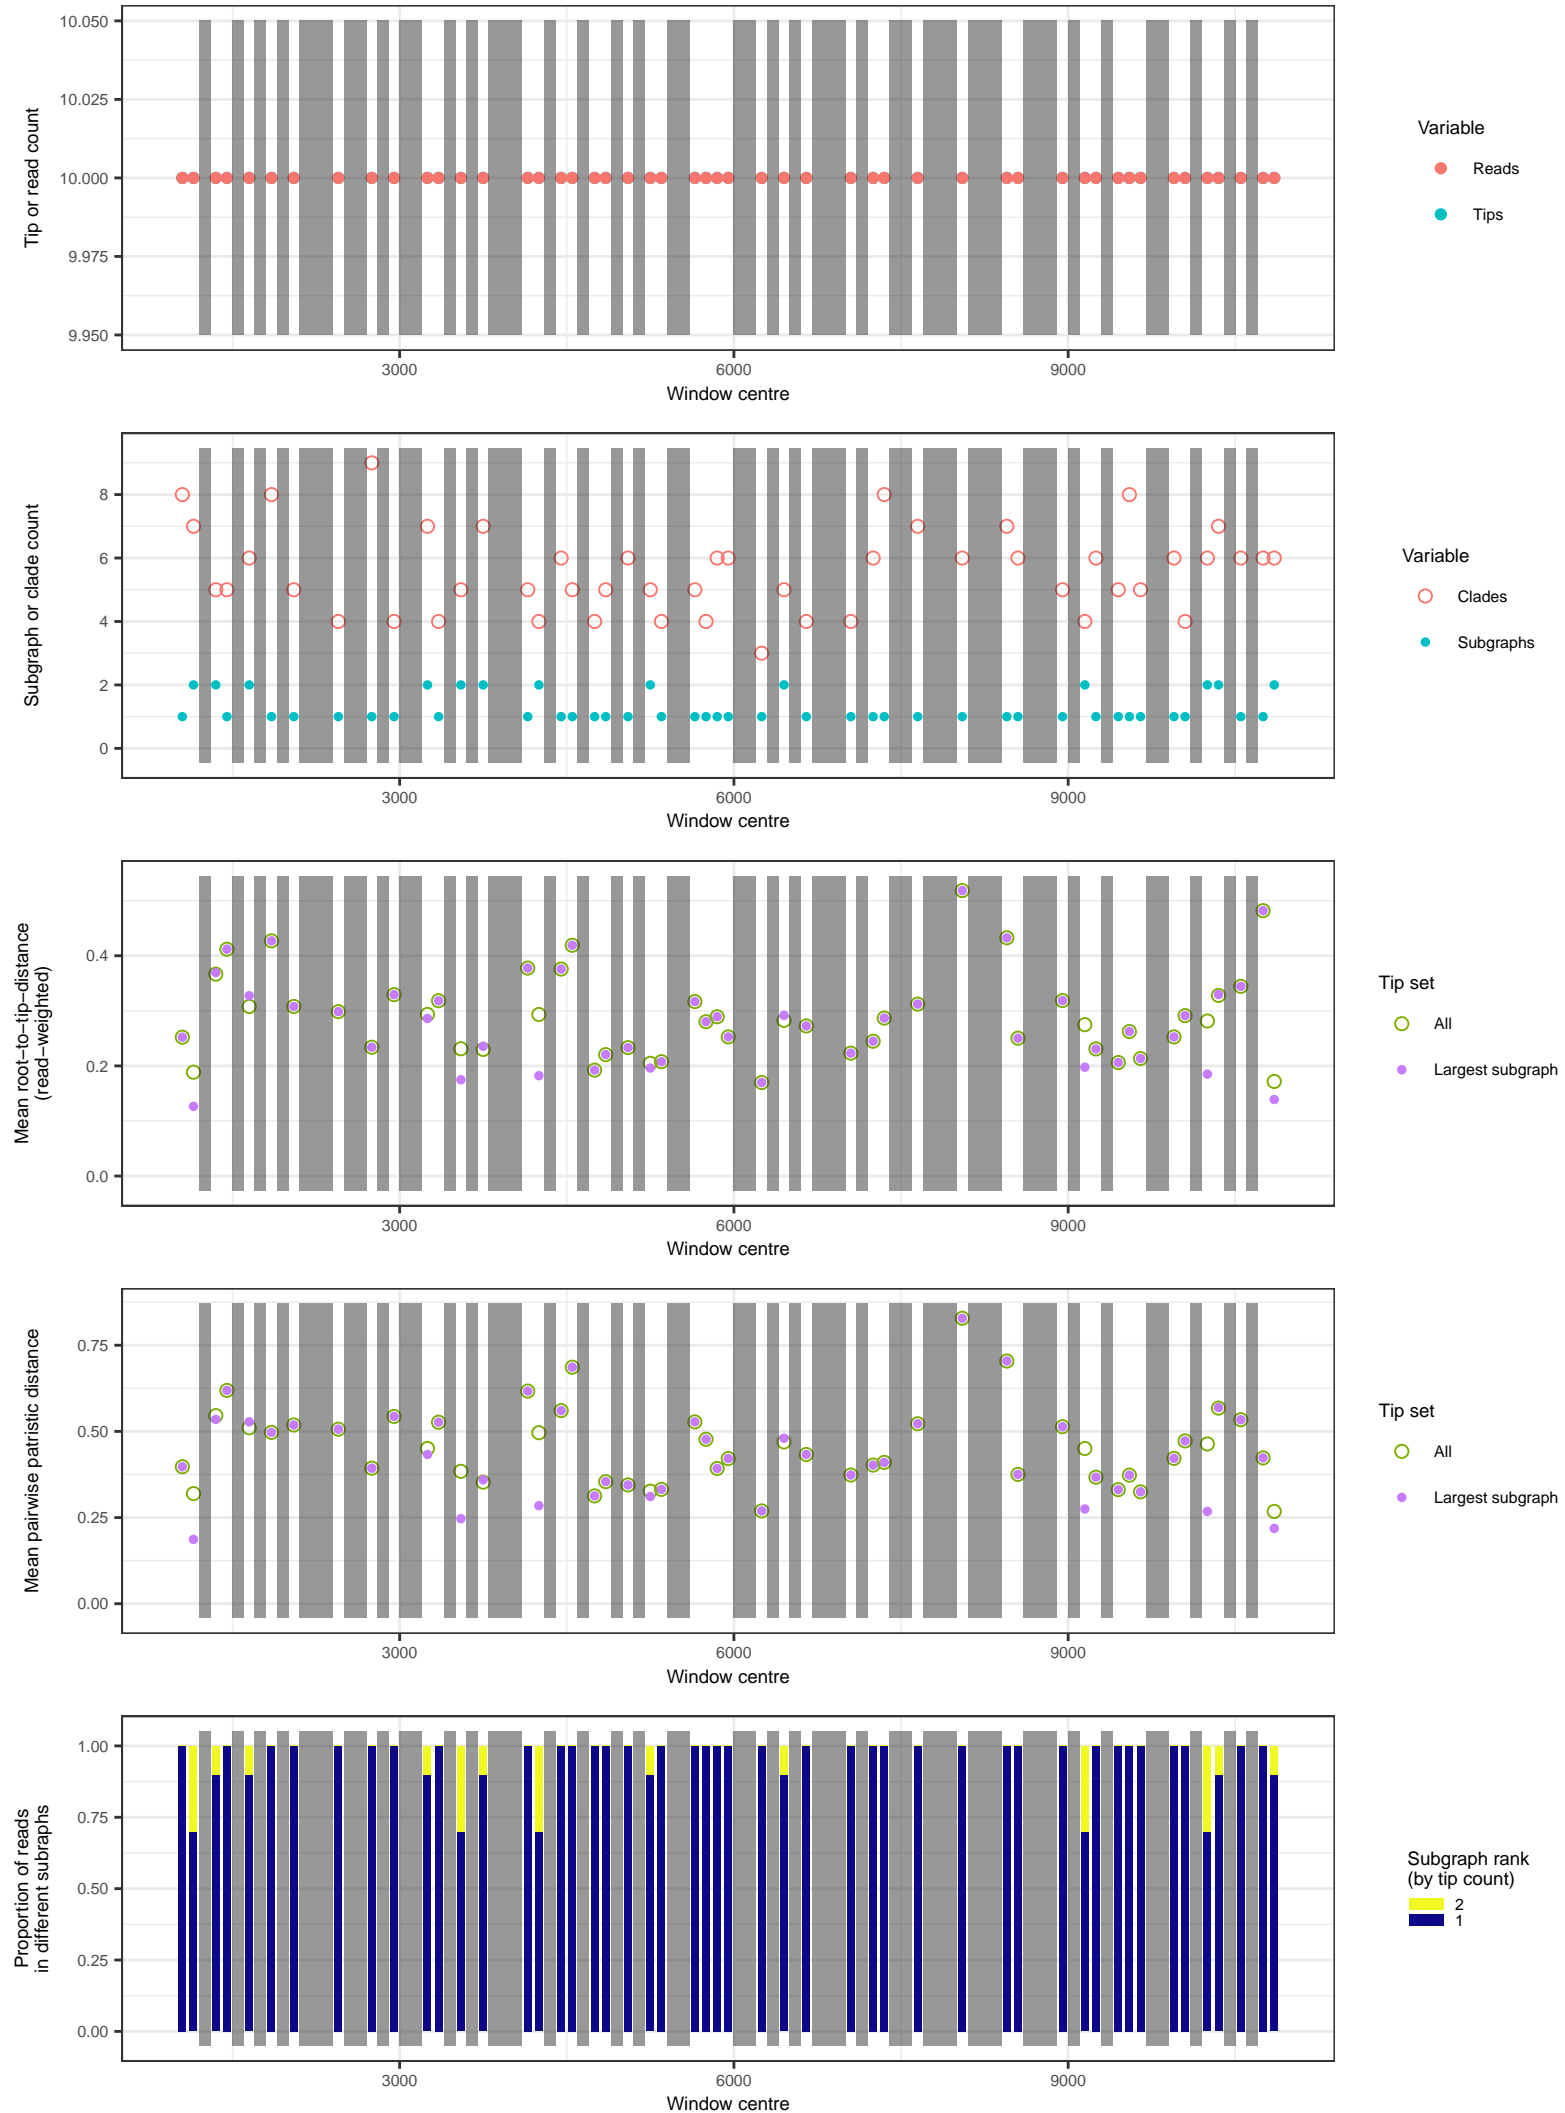 10.050
10.025
10.000
9.975
9.950
Tip or read count
3000
6000
9000
Window centre
Variable
Reads
Tips
8
6
4
2
0
Subgraph or clade count
3000
6000
9000
Window centre
Variable
Clades
Subgraphs
0.4
0.2
0.0
Mean root−to−tip−distance
(read−weighted)
3000
6000
9000
Window centre
Tip set
All
Largest subgraph
0.75
0.50
0.25
0.00
Mean pairwise patristic distance
3000
6000
9000
Window centre
Tip set
All
Largest subgraph
1.00
0.75
0.50
0.25
0.00
Proportion of reads
in different subraphs
3000
6000
9000
Window centre
Subgraph rank
(by tip count)
2
1